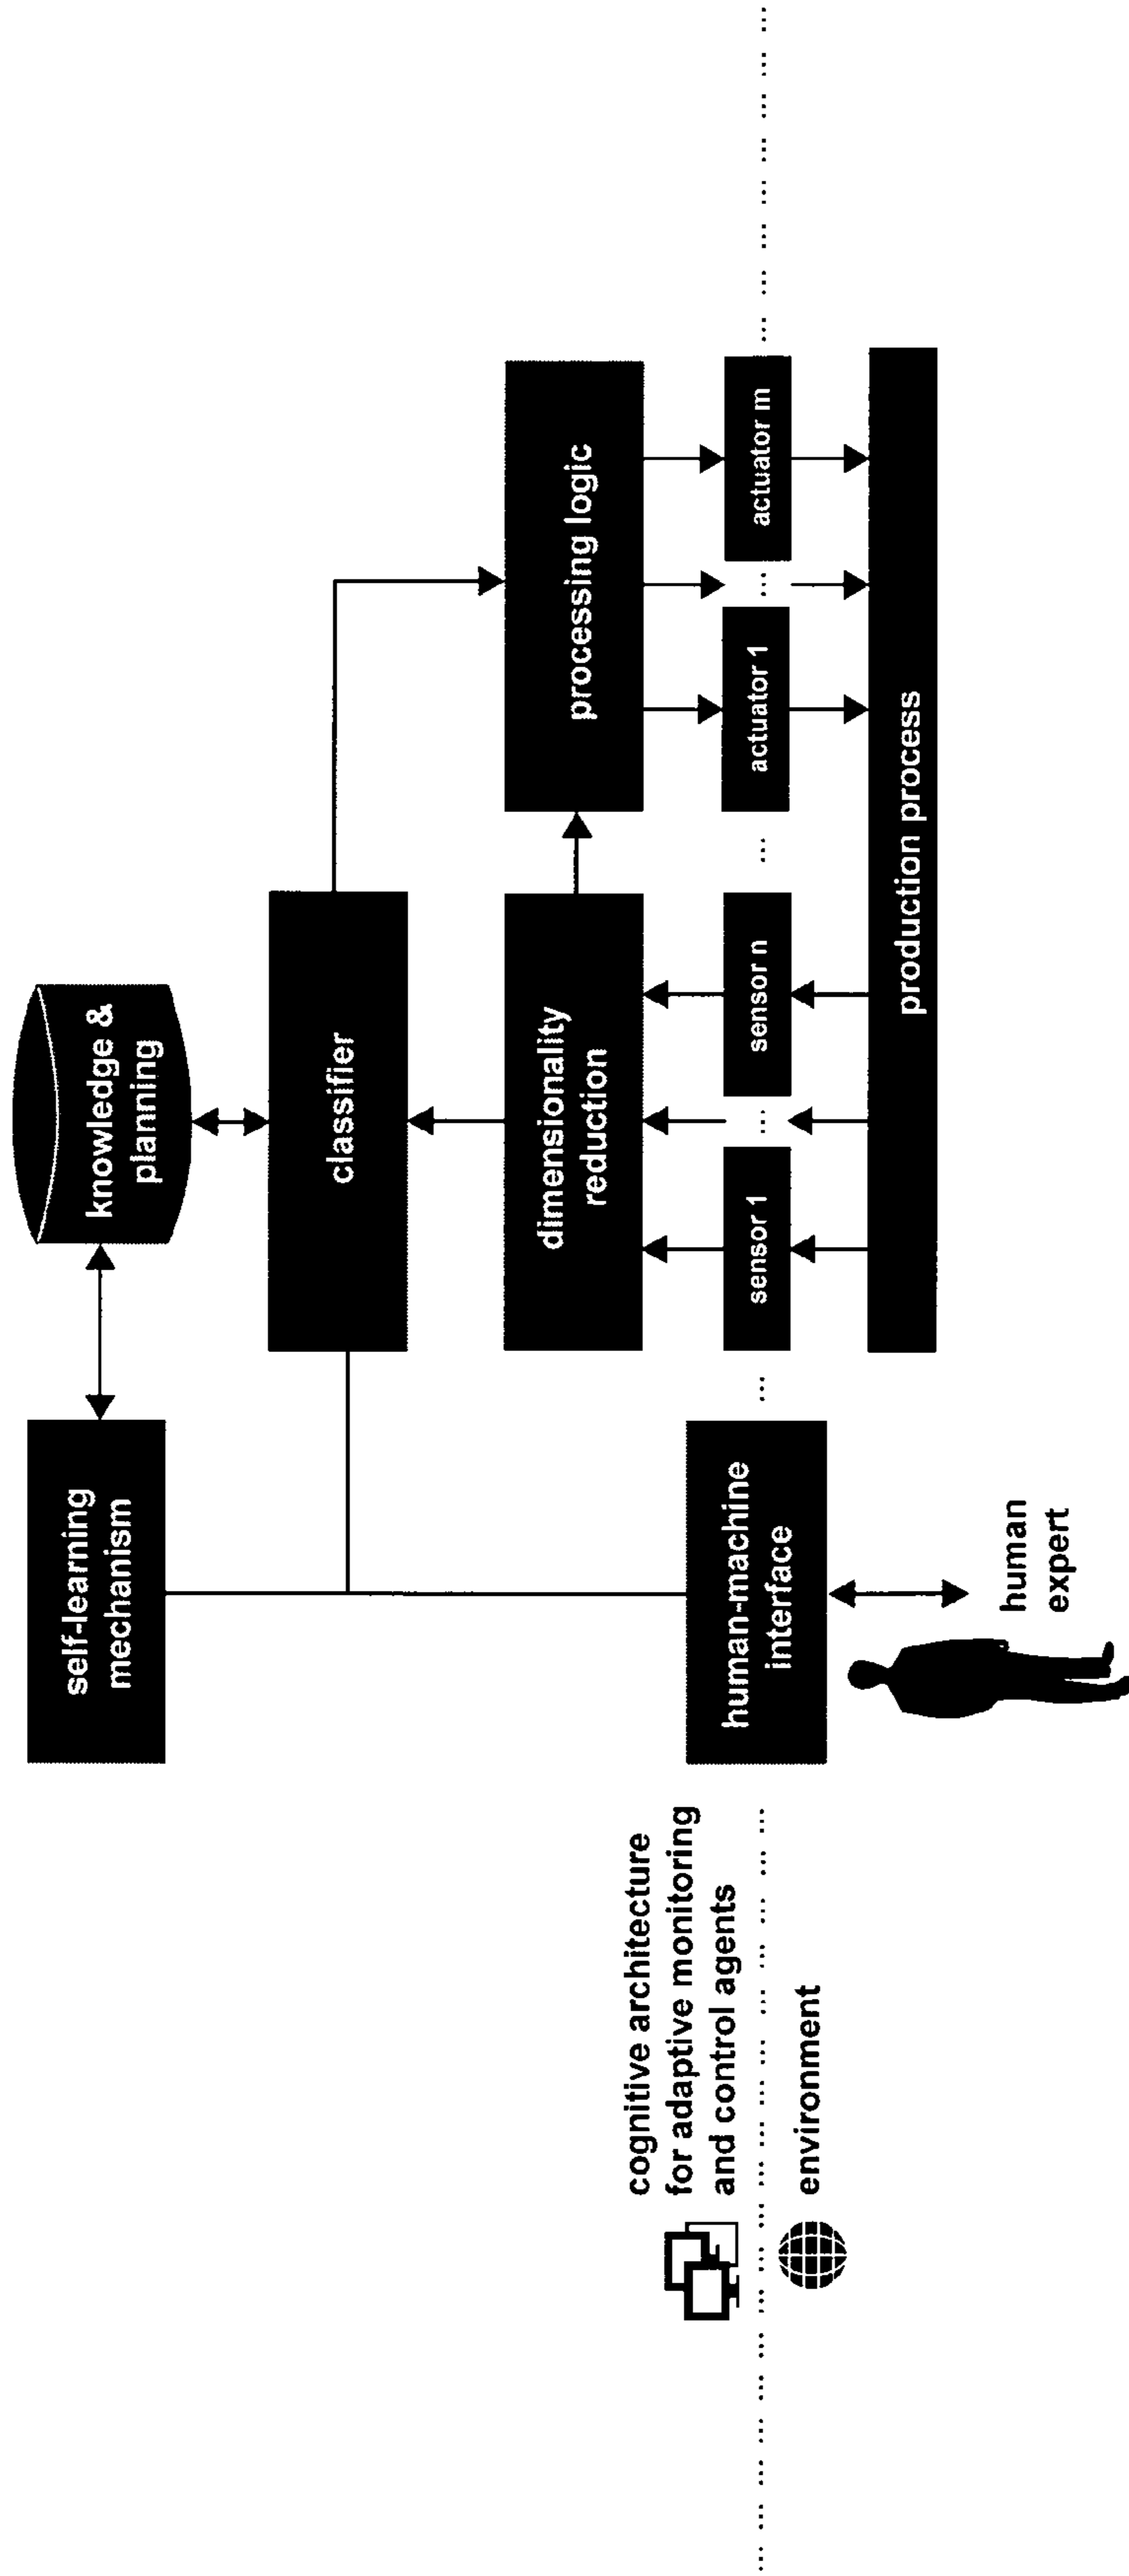 self-learning
mechanism
knowledge &
planning
classifier
dimensionality
reduction
processing logic
human-machine
interface
sensor 1
...
sensor n
...
actuator 1
...
actuator m
production process
human
expert
cognitive architecture
for adaptive monitoring
and control agents
environment